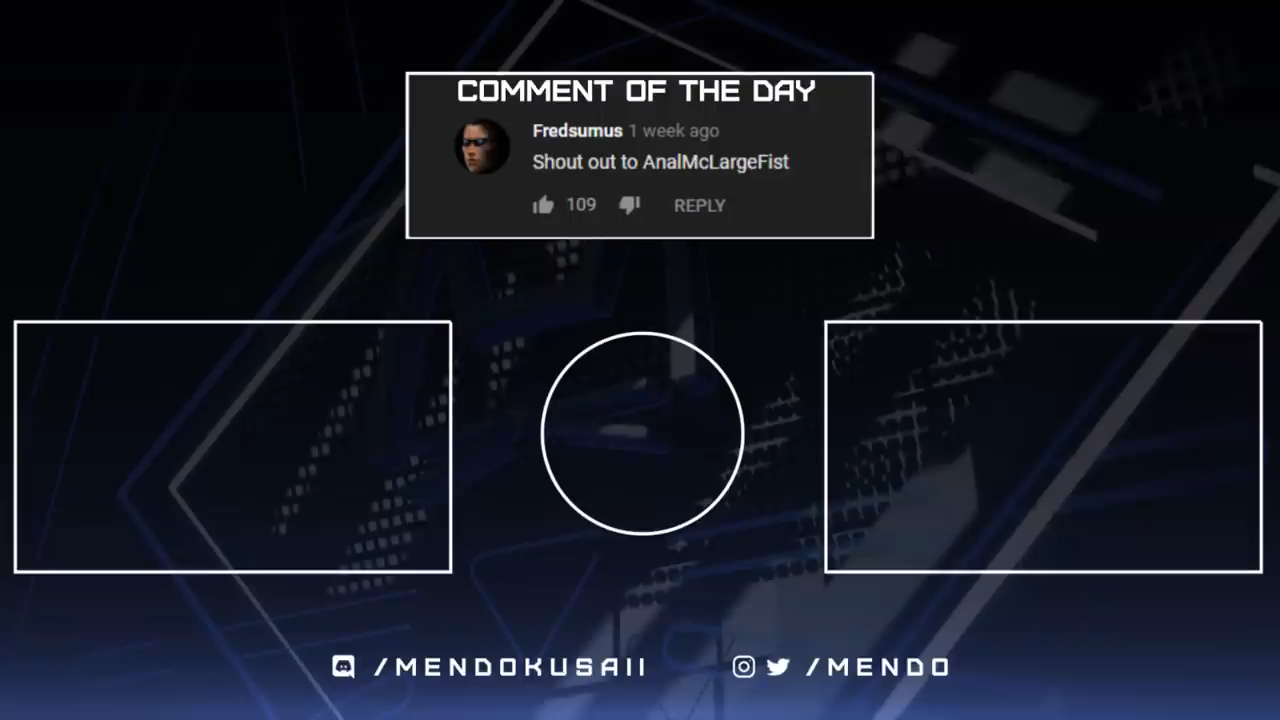 COMMENT OF THE DAY
Fredsumus 1 week ago
Shout out to AnalMcLargeFist
109 REPLY
/MENDOKUSAII /MENDO